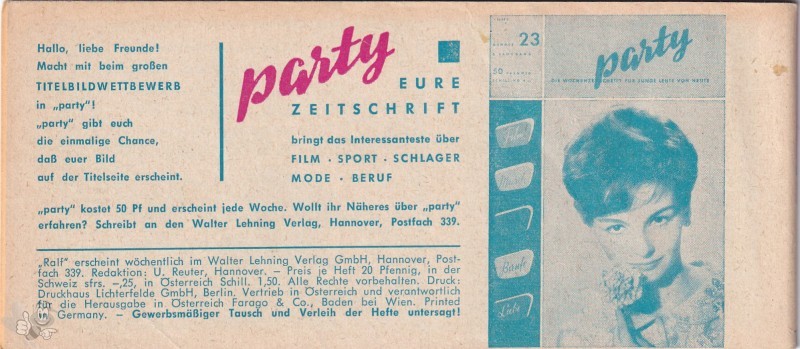 Hallo, liebe Freunde!
Macht mit beim großen
TITELBILDWETTBEWERB
in „party"!
„party" gibt euch
die einmalige Chance,
daß euer Bild
auf der Titelseite erscheint.
party
EURE
ZEITSCHRIFT
bringt das Interessanteste über
FILM · SPORT · SCHLAGER
MODE · BERUF
„party" kostet 50 Pf und erscheint jede Woche. Wollt ihr Näheres über „party"
erfahren? Schreibt an den Walter Lehning Verlag, Hannover, Postfach 339.
„Ralf" erscheint wöchentlich im Walter Lehning Verlag GmbH, Hannover, Post-
fach 339. Redaktion: U. Reuter, Hannover. – Preis je Heft 20 Pfennig, in der
Schweiz sfrs. –,25, in Österreich Schill. 1,50. Alle Rechte vorbehalten. Druck:
Druckhaus Lichterfelde GmbH, Berlin. Vertrieb in Österreich und verantwortlich
für die Herausgabe in Österreich Farago & Co., Baden bei Wien. Printed
Germany. – Gewerbsmäßiger Tausch und Verleih der Hefte untersagt!
23
50
party
FÜR JUNGE LEUTE VON HEUTE
Film